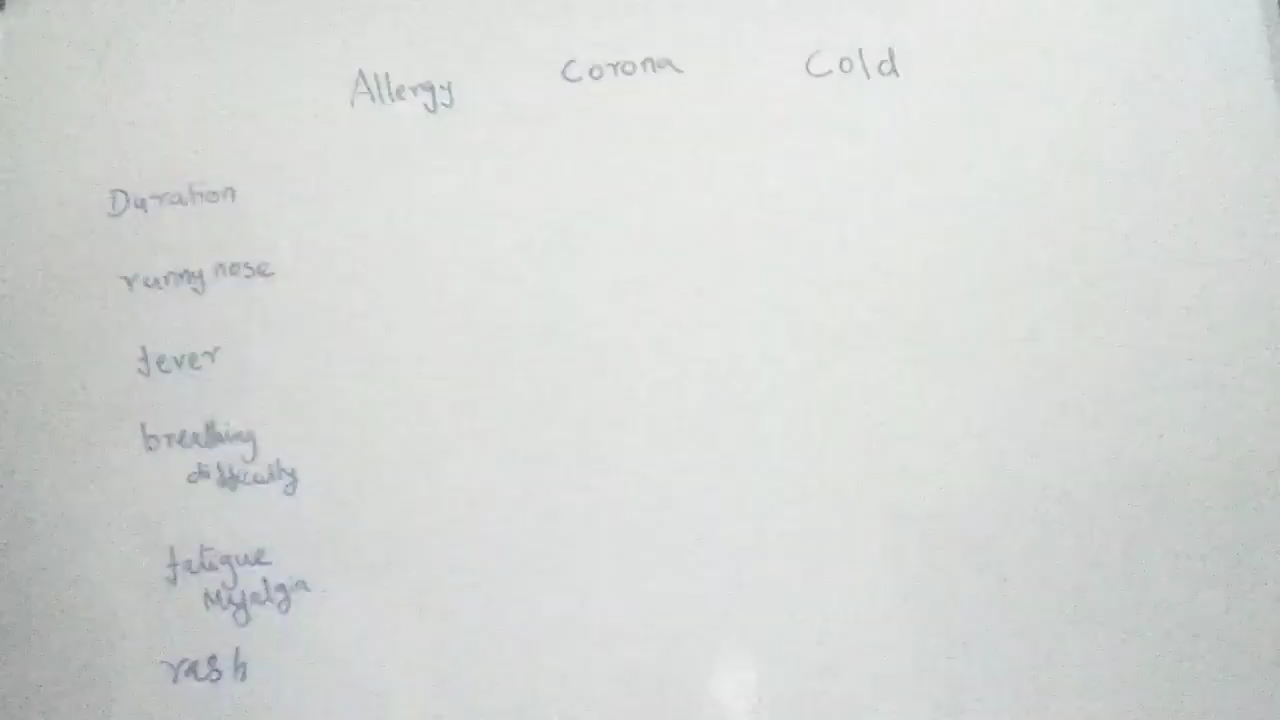 Allergy Corona Cold
Duration
runny nose
fever
breathing
difficulty
fatigue
Myalgia
rash